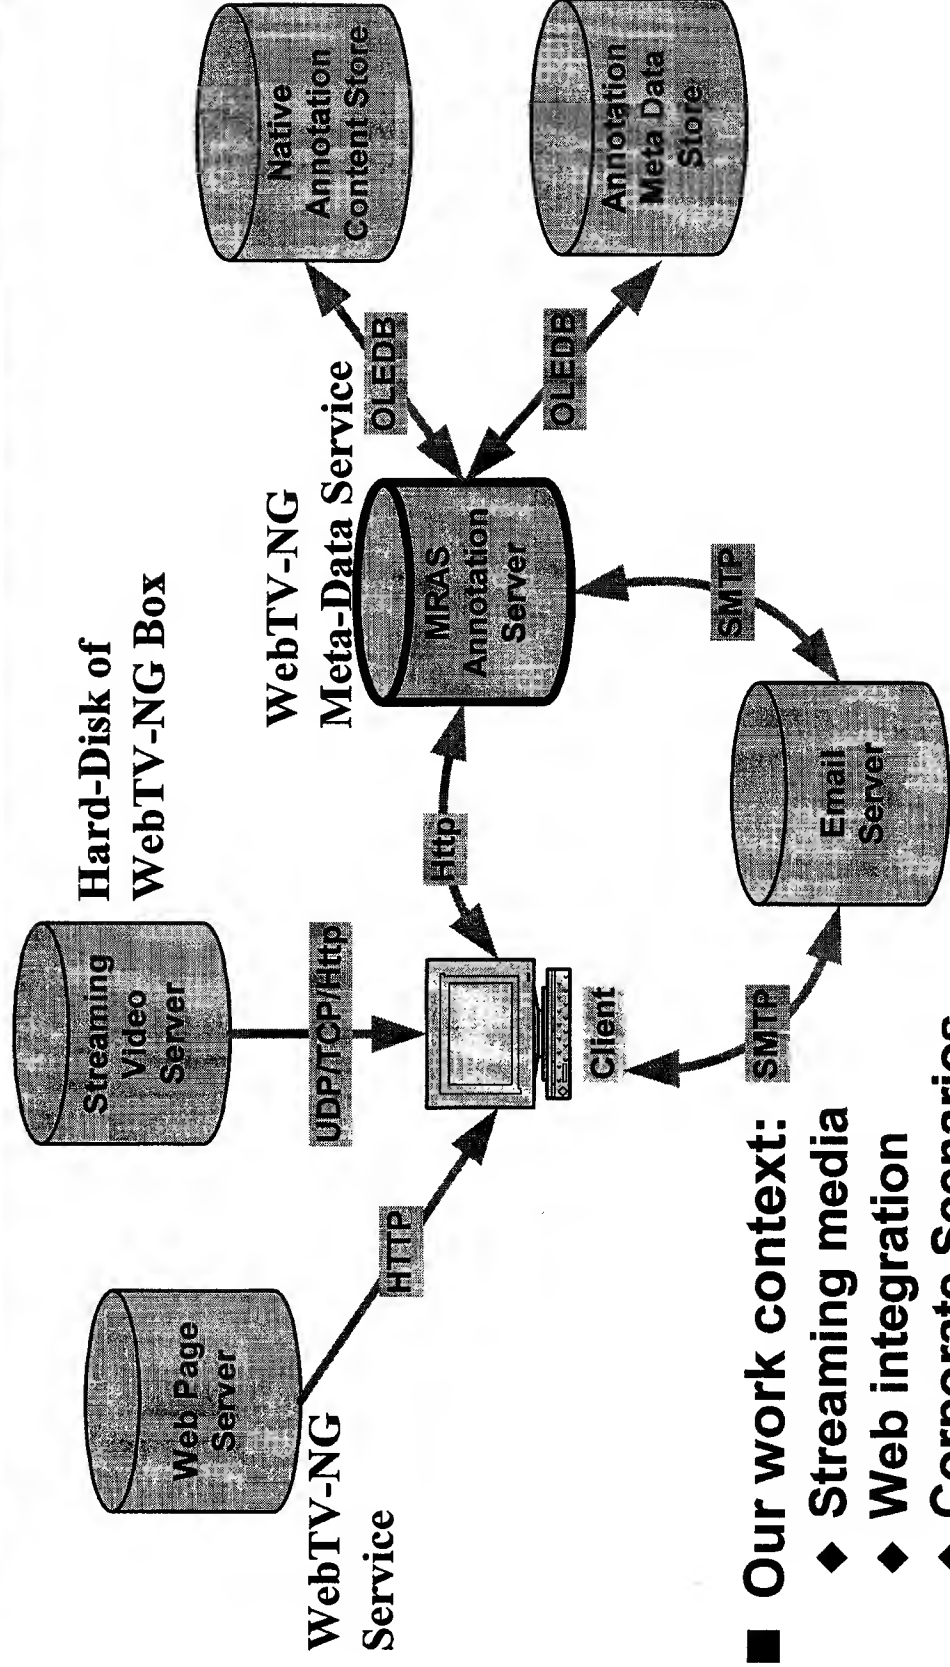 Hard-Disk of
WebTV-NG Box
Streaming
Video
Server
Web Page
Server
WebTV-NG
Service
HTTP
UDP/TCP/Http
Http
Client
WebTV-NG
Meta-Data Service
MRAS
Annotation
Server
OLEDB
OLEDB
Native
Annotation
Content Store
Annotation
Meta Data
Store
SMTP
SMTP
Email
Server
■ Our work context:
◆ Streaming media
◆ Web integration
◆ Corporate Scenarios